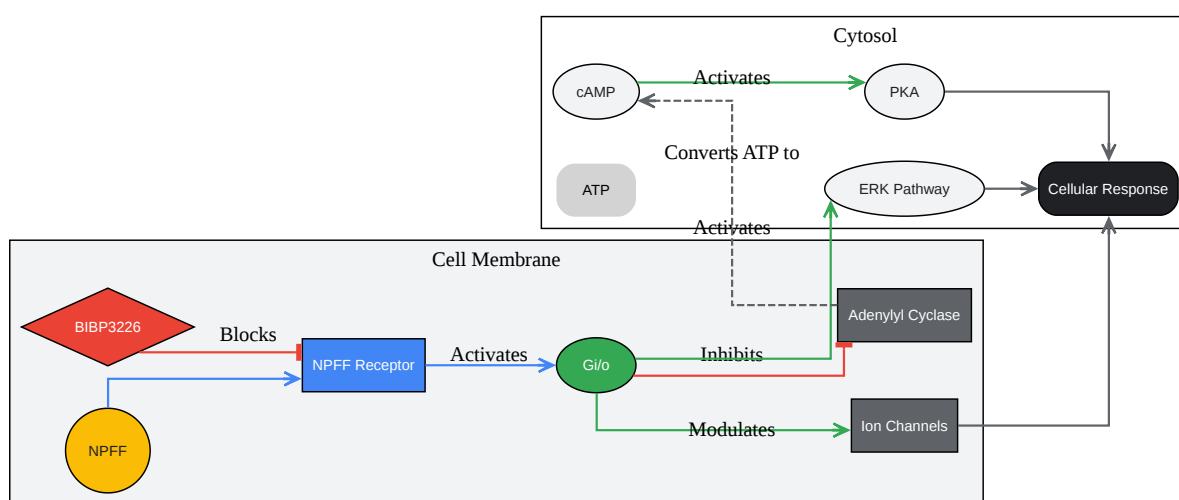 Cytosol
cAMP
Activates
PKA
Converts ATP to
ATP
ERK Pathway
Cellular Response
Activates
Cell Membrane
BIBP3226
Blocks
NPFF Receptor
Activates
Gi/o
Inhibits
Adenylyl Cyclase
NPFF
Modulates
Ion Channels